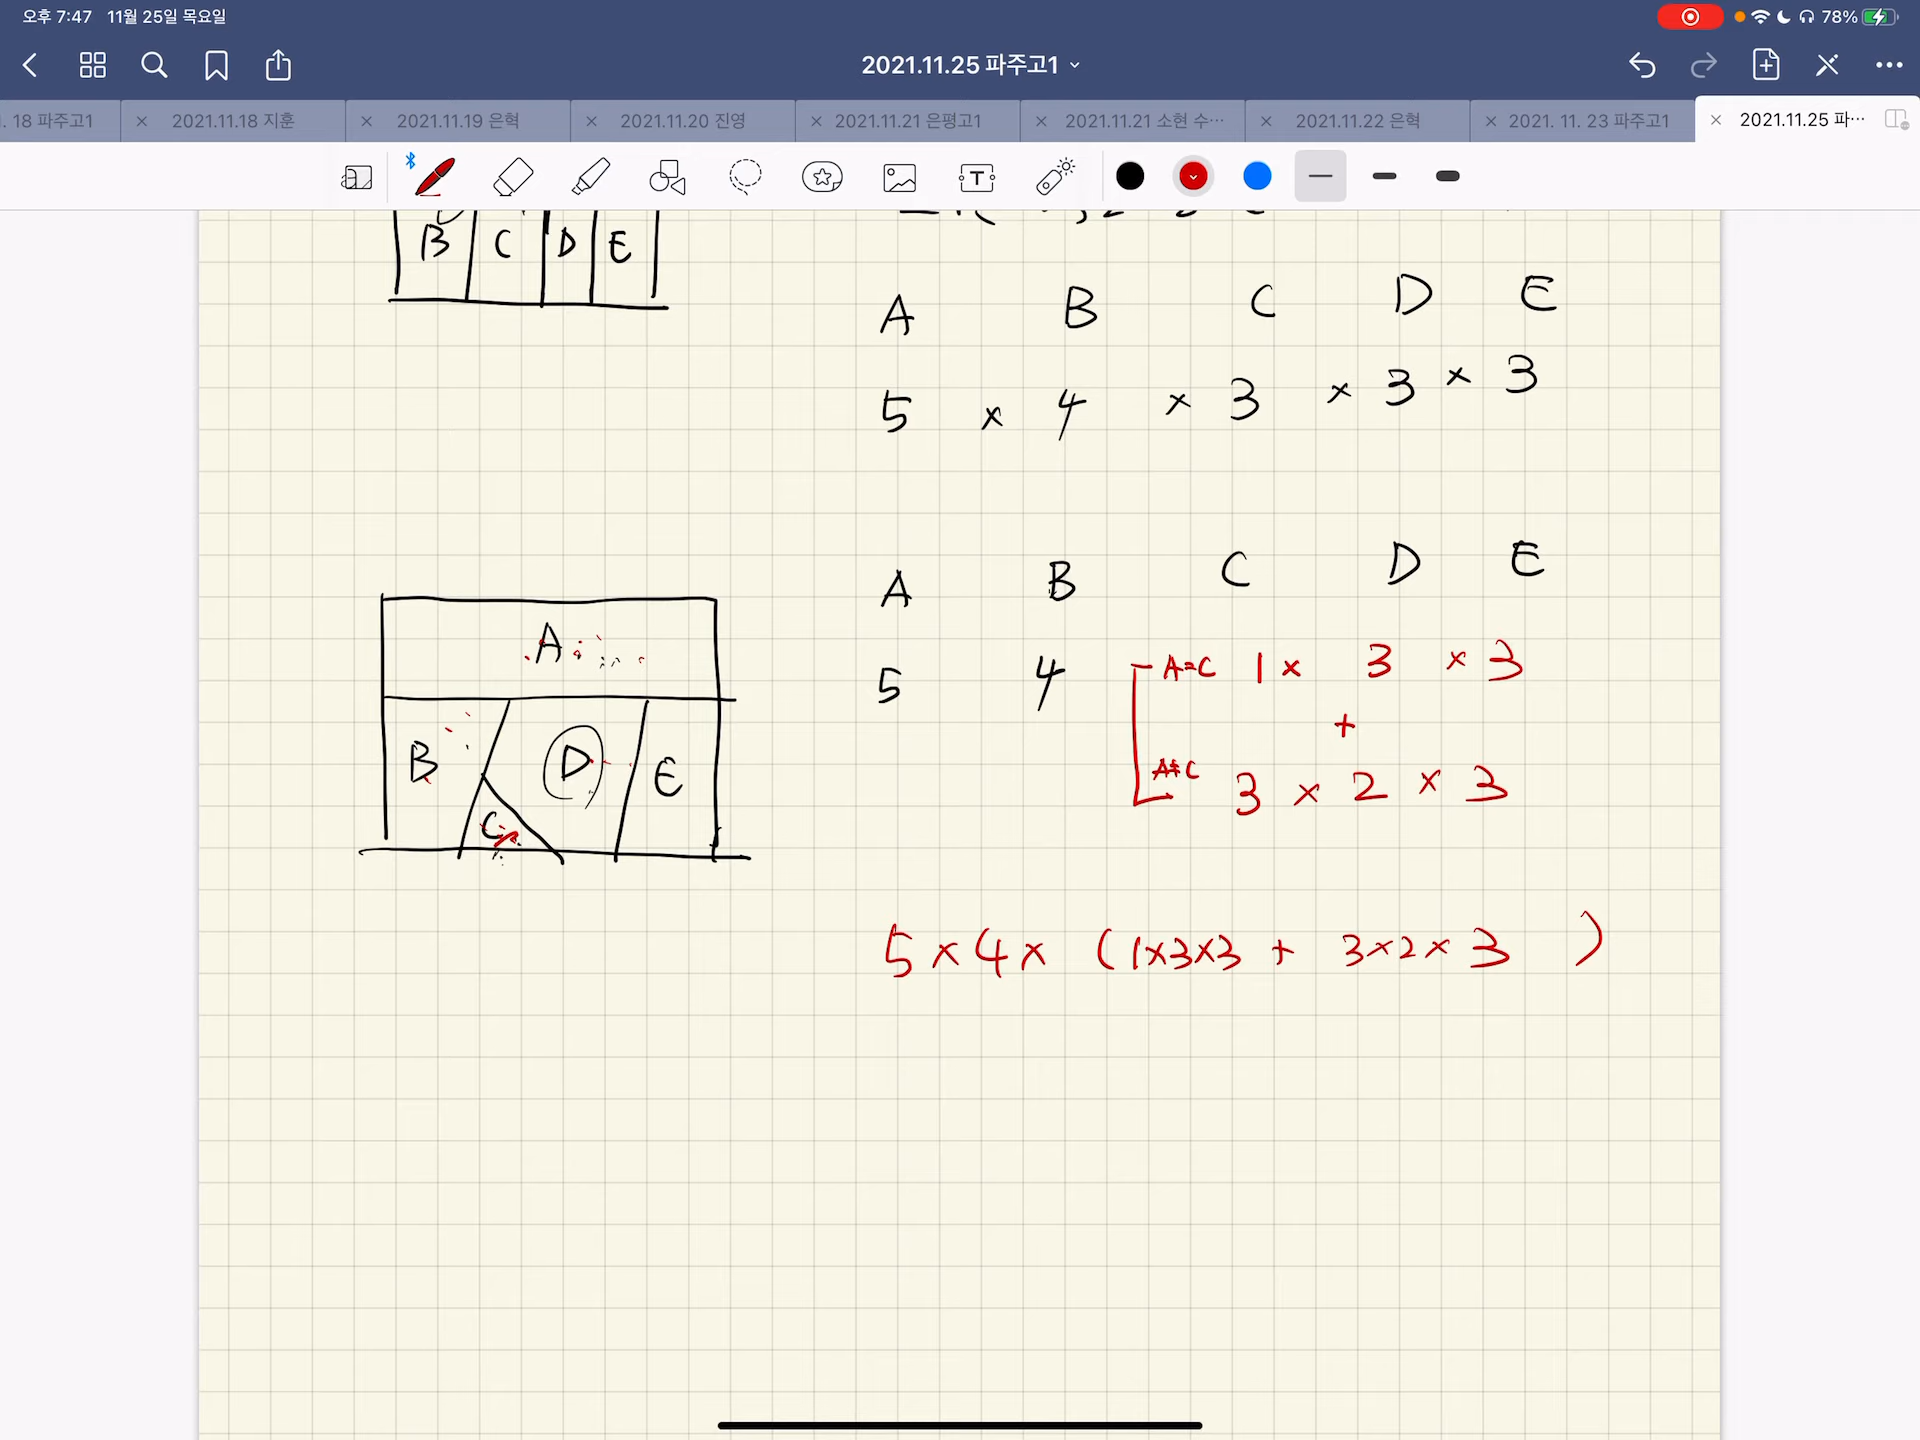 오후 7:47 11월 25일 목요일 78%
2021.11.25 파주고1
. 18 파주고1 2021.11.18 지훈 2021.11.19 은혁 2021.11.20 진영 2021.11.21 은평고1 2021.11.21 소현 수… 2021.11.22 은혁 2021. 11. 23 파주고1 2021.11.25 파…
B C D E
A B C D E
5 × 4 × 3 × 3 × 3
A B C D E
A
5 4 A=C 1 × 3 × 3
+
B D E
A≠C 3 × 2 × 3
C
5 × 4 × (1×3×3 + 3×2×3 )